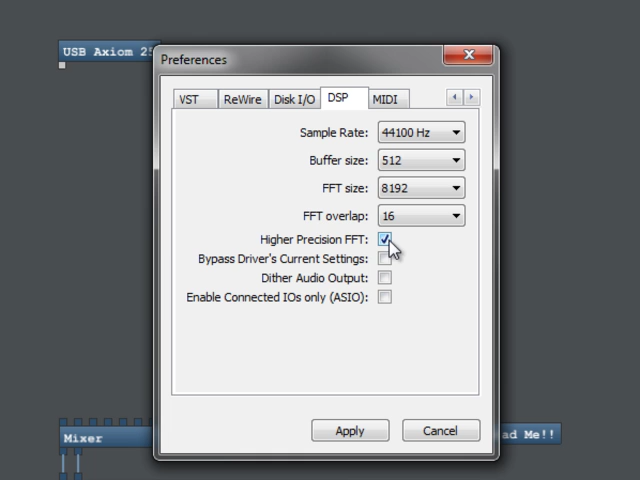 USB Axiom 25
Preferences
VST ReWire Disk I/O DSP MIDI
Sample Rate: 44100 Hz
Buffer size: 512
FFT size: 8192
FFT overlap: 16
Higher Precision FFT:
Bypass Driver's Current Settings:
Dither Audio Output:
Enable Connected IOs only (ASIO):
Apply Cancel
Mixer
ad Me!!